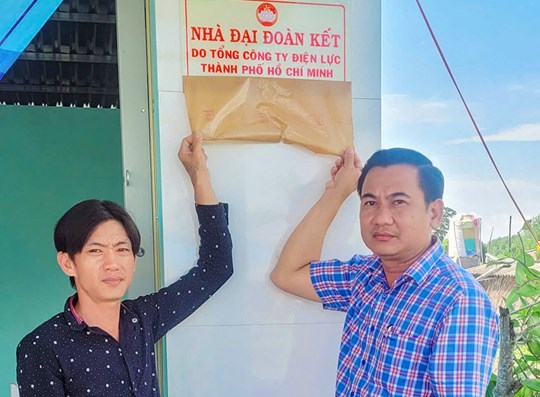 NHÀ ĐẠI ĐOÀN KẾT
DO TỔNG CÔNG TY ĐIỆN LỰC
THÀNH PHỐ HỒ CHÍ MINH